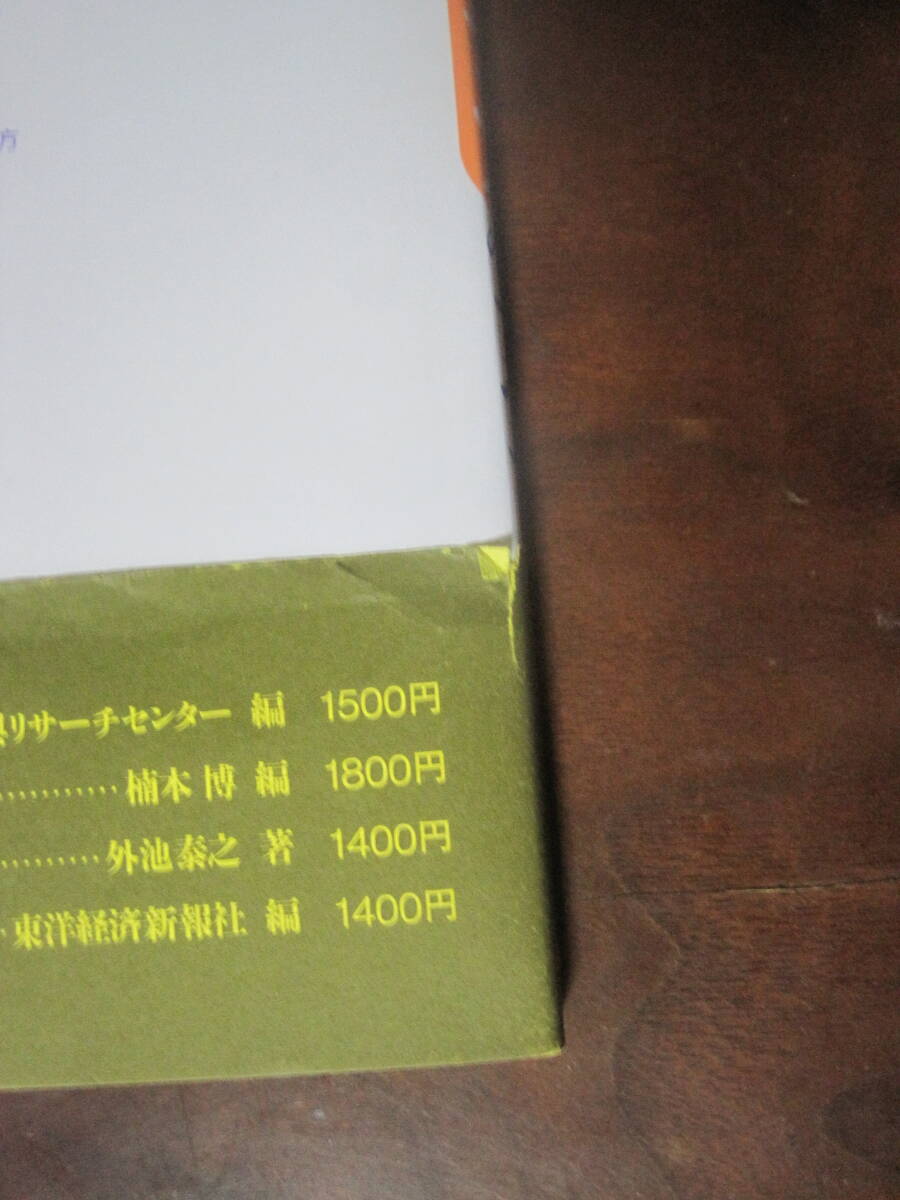 方
リサーチセンター 編 1500円
………… 楠木 博 編 1800円
……… 外池泰之 著 1400円
東洋経済新報社 編 1400円